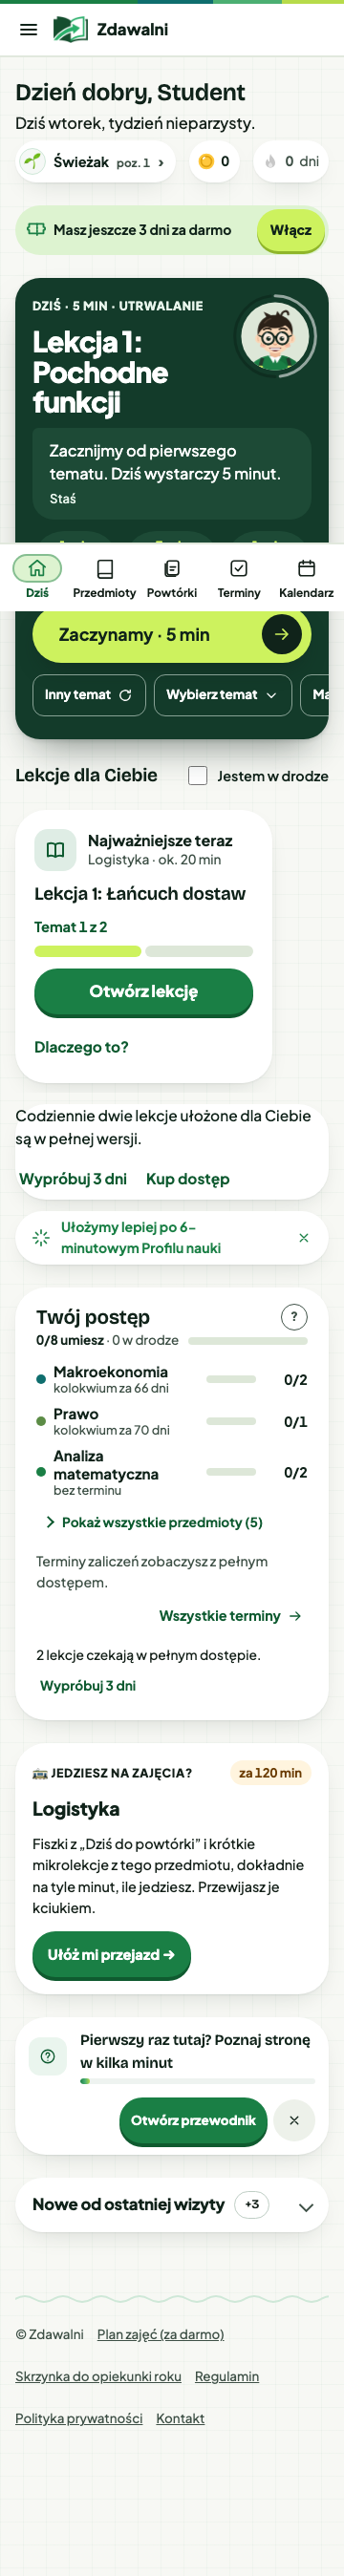 Zdawalni
Dzień dobry, Student
Dziś wtorek, tydzień nieparzysty.
Świeżak poz. 1 ›
0
0 dni
Masz jeszcze 3 dni za darmo
Włącz
DZIŚ · 5 MIN · UTRWALANIE
Lekcja 1:
Pochodne
funkcji
Zacznijmy od pierwszego
tematu. Dziś wystarczy 5 minut.
Staś
Dziś
Przedmioty
Powtórki
Terminy
Kalendarz
Zaczynamy · 5 min
Inny temat
Wybierz temat
Lekcje dla Ciebie
Jestem w drodze
Najważniejsze teraz
Logistyka · ok. 20 min
Lekcja 1: Łańcuch dostaw
Temat 1 z 2
Otwórz lekcję
Dlaczego to?
Codziennie dwie lekcje ułożone dla Ciebie
są w pełnej wersji.
Wypróbuj 3 dni
Kup dostęp
Ułożymy lepiej po 6-
minutowym Profilu nauki
Twój postęp
?
0/8 umiesz · 0 w drodze
Makroekonomia
kolokwium za 66 dni
0/2
Prawo
kolokwium za 70 dni
0/1
Analiza
matematyczna
bez terminu
0/2
Pokaż wszystkie przedmioty (5)
Terminy zaliczeń zobaczysz z pełnym
dostępem.
Wszystkie terminy →
2 lekcje czekają w pełnym dostępie.
Wypróbuj 3 dni
JEDZIESZ NA ZAJĘCIA?
za 120 min
Logistyka
Fiszki z „Dziś do powtórki” i krótkie
mikrolekcje z tego przedmiotu, dokładnie
na tyle minut, ile jedziesz. Przewijasz je
kciukiem.
Ułóż mi przejazd →
Pierwszy raz tutaj? Poznaj stronę
w kilka minut
Otwórz przewodnik
Nowe od ostatniej wizyty
+3
© Zdawalni
Plan zajęć (za darmo)
Skrzynka do opiekunki roku
Regulamin
Polityka prywatności
Kontakt